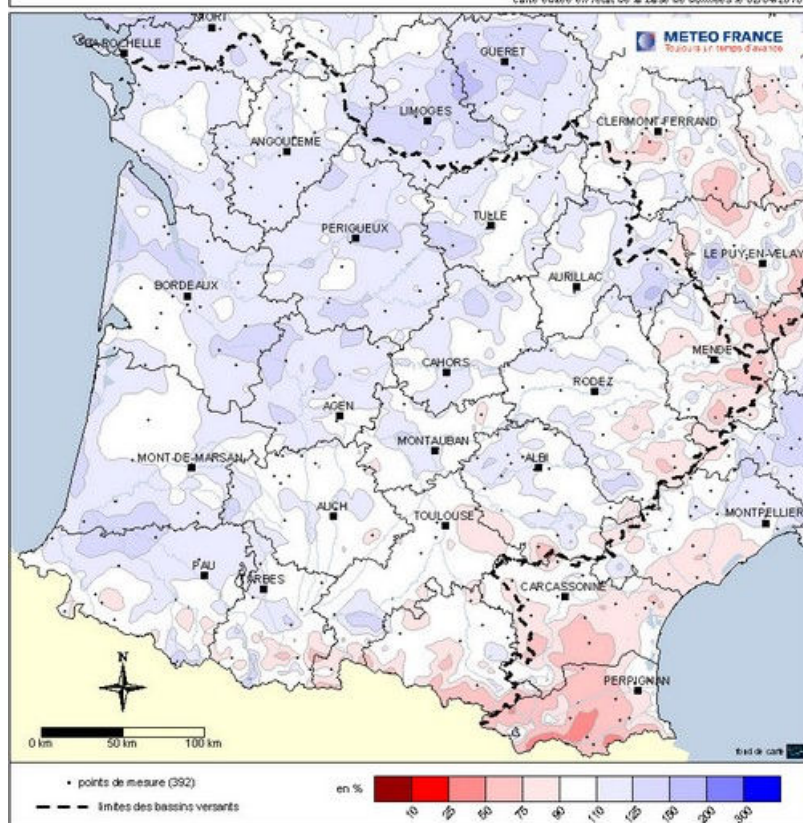 METEO FRANCE
Toujours un temps d'avance
NIORT
LA ROCHELLE
GUERET
LIMOGES
CLERMONT-FERRAND
ANGOULEME
TULLE
PERIGUEUX
LE PUY-EN-VELAY
AURILLAC
BORDEAUX
MENDE
CAHORS
RODEZ
AGEN
MONTAUBAN
MONT-DE-MARSAN
ALBI
AUCH
TOULOUSE
MONTPELLIER
PAU
TARBES
CARCASSONNE
N
PERPIGNAN
0 km 50 km 100 km
fond de carte
points de mesure (392)
limites des bassins versants
en %
10 25 50 75 90 110 125 150 200 300